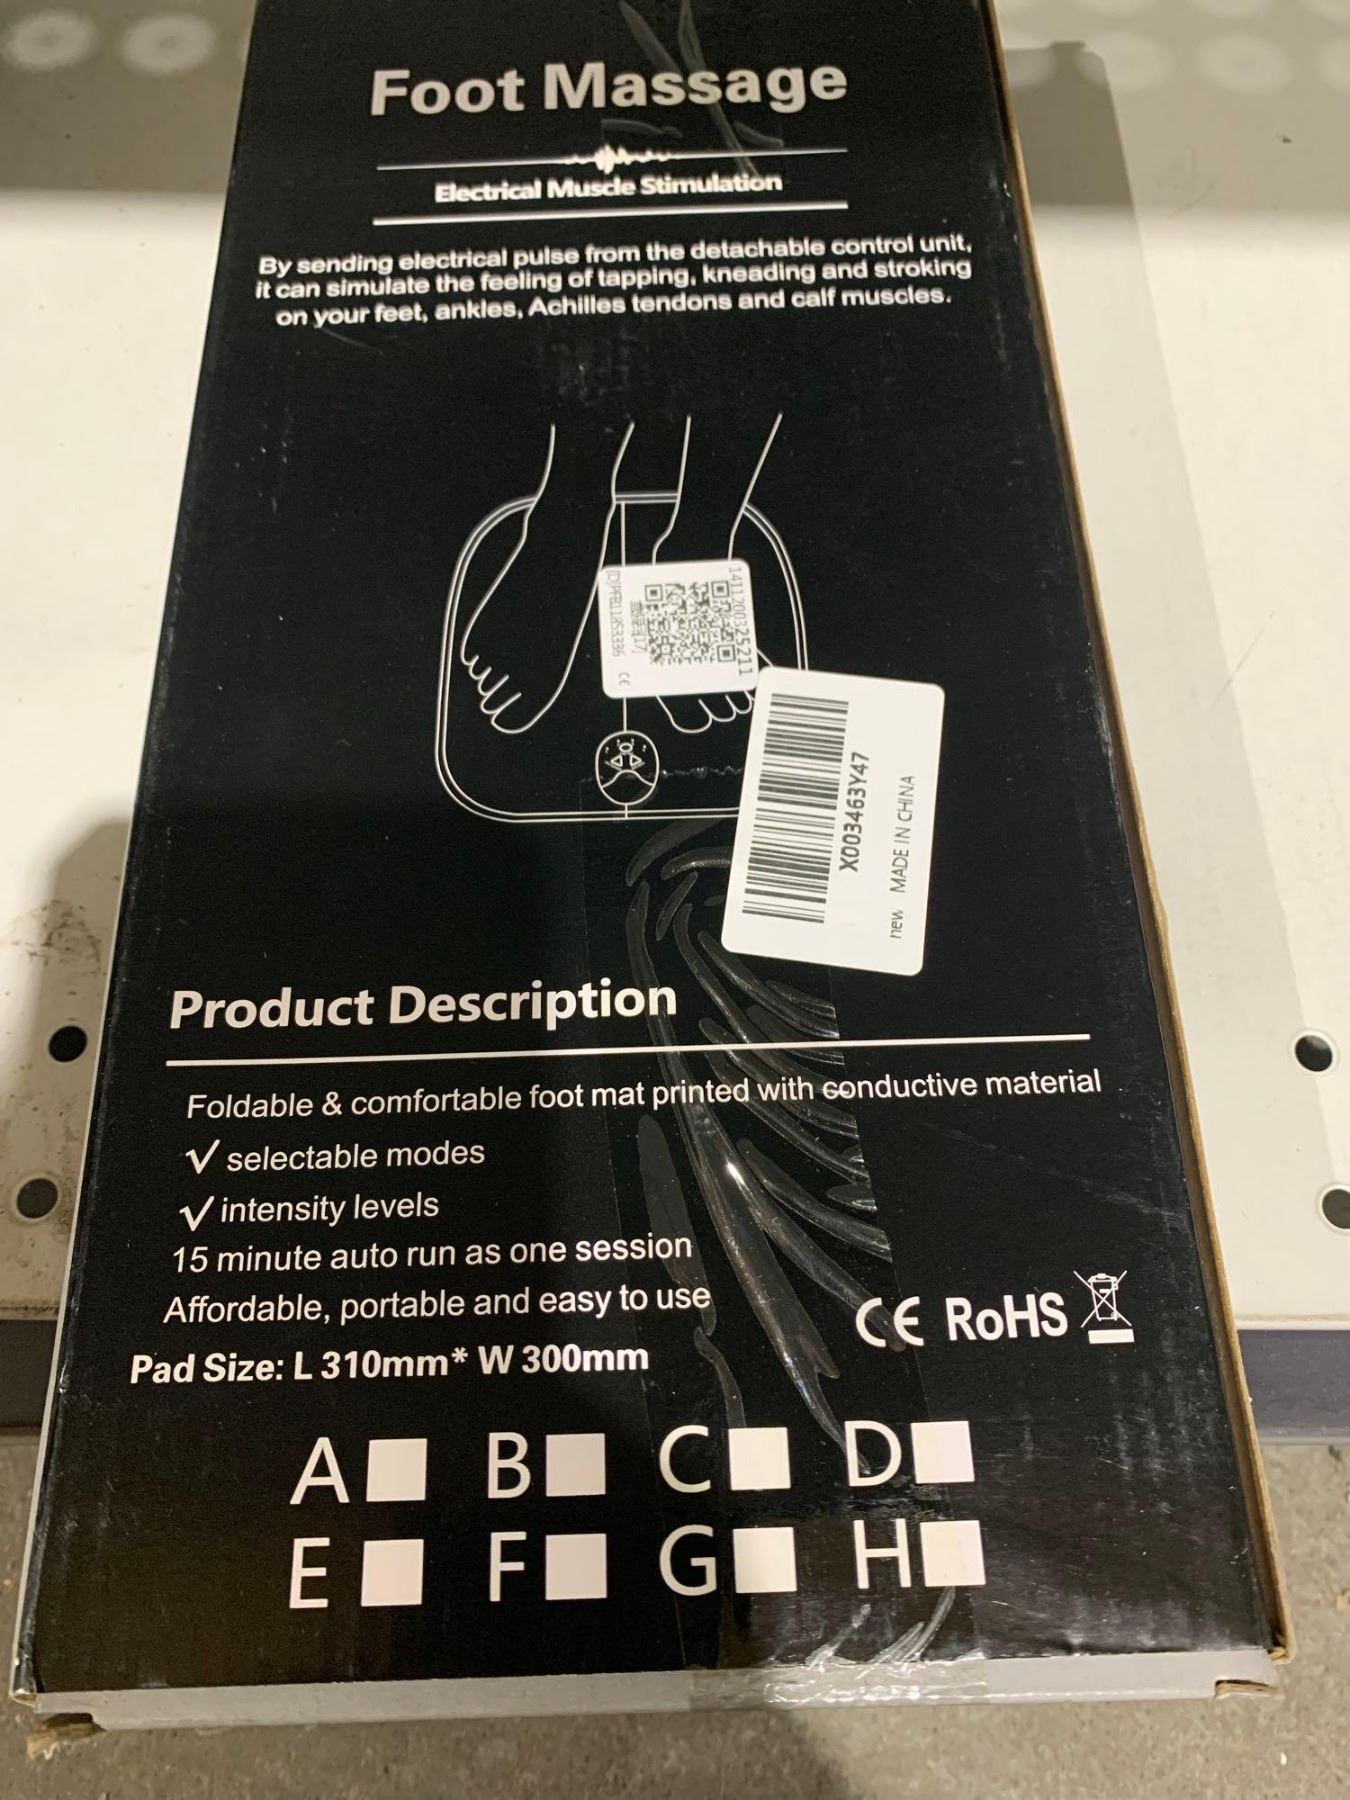 Foot Massage
Electrical Muscle Stimulation
By sending electrical pulse from the detachable control unit,
it can simulate the feeling of tapping, kneading and stroking
on your feet, ankles, Achilles tendons and calf muscles.
1411200325211
CE
X003463Y47
new MADE IN CHINA
Product Description
Foldable & comfortable foot mat printed with conductive material
✓ selectable modes
✓ intensity levels
15 minute auto run as one session
Affordable, portable and easy to use
CE RoHS
Pad Size: L 310mm* W 300mm
A B C D
E F G H